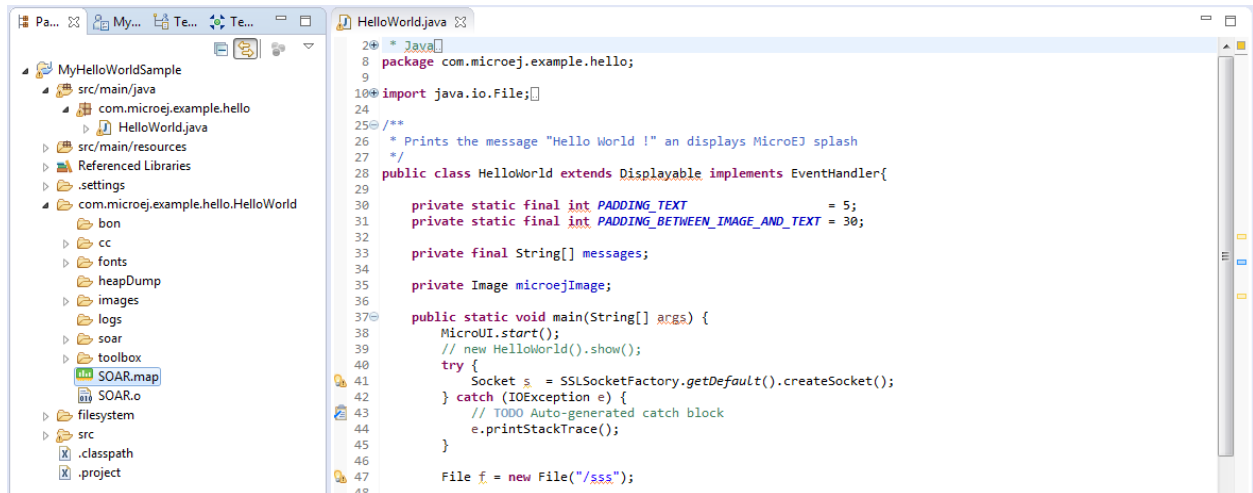 Pa... My... Te... Te...
MyHelloWorldSample
src/main/java
com.microej.example.hello
HelloWorld.java
src/main/resources
Referenced Libraries
.settings
com.microej.example.hello.HelloWorld
bon
cc
fonts
heapDump
images
logs
soar
toolbox
SOAR.map
SOAR.o
filesystem
src
.classpath
.project
HelloWorld.java
2 * Java
8 package com.microej.example.hello;
9
10 import java.io.File;
24
25 /**
26 * Prints the message "Hello World !" an displays MicroEJ splash
27 */
28 public class HelloWorld extends Displayable implements EventHandler{
29
30 private static final int PADDING_TEXT = 5;
31 private static final int PADDING_BETWEEN_IMAGE_AND_TEXT = 30;
32
33 private final String[] messages;
34
35 private Image microejImage;
36
37 public static void main(String[] args) {
38 MicroUI.start();
39 // new HelloWorld().show();
40 try {
41 Socket s = SSLSocketFactory.getDefault().createSocket();
42 } catch (IOException e) {
43 // TODO Auto-generated catch block
44 e.printStackTrace();
45 }
46
47 File f = new File("/sss");
48